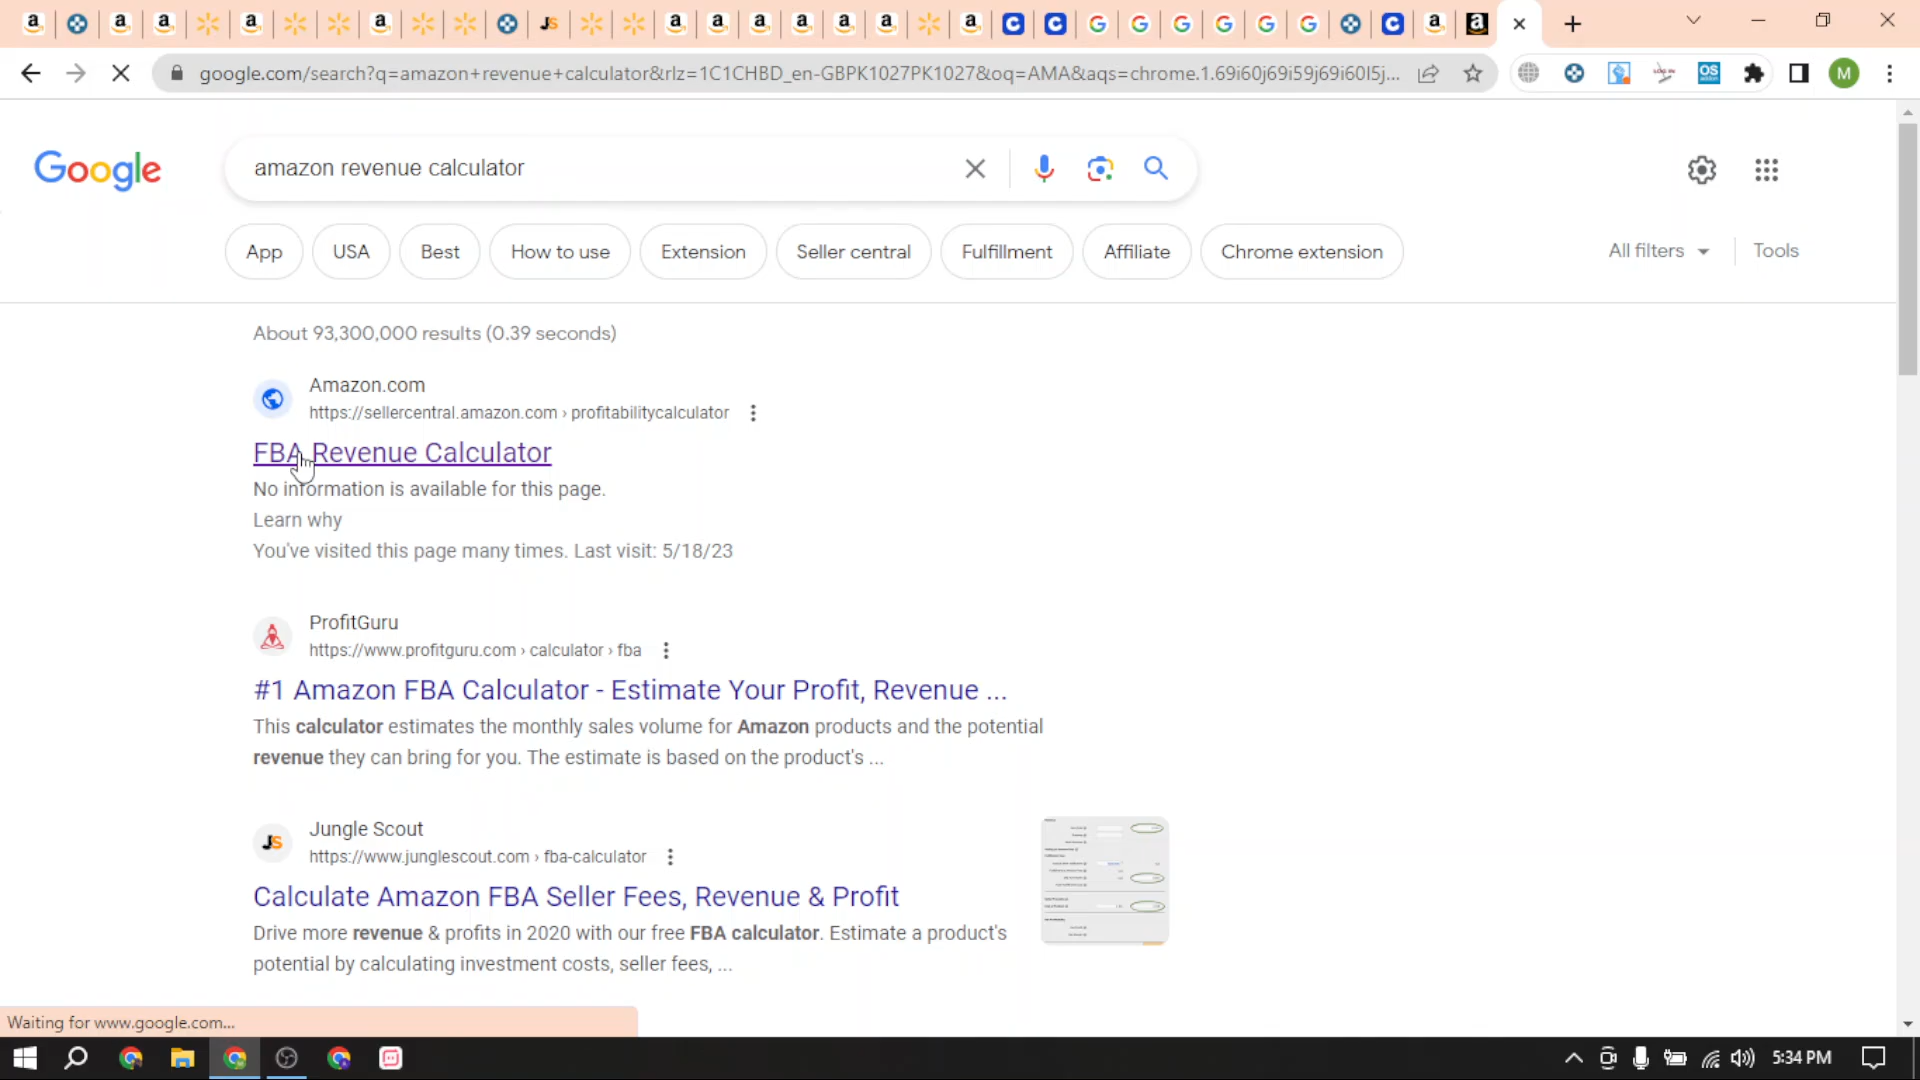 google.com/search?q=amazon+revenue+calculator&rlz=1C1CHBD_en-GBPK1027PK1027&oq=AMA&aqs=chrome.1.69i60j69i59j69i60l5j...
M
Google
amazon revenue calculator
App
USA
Best
How to use
Extension
Seller central
Fulfillment
Affiliate
Chrome extension
All filters
Tools
About 93,300,000 results (0.39 seconds)
Amazon.com
https://sellercentral.amazon.com › profitabilitycalculator
FBA Revenue Calculator
No information is available for this page.
Learn why
You've visited this page many times. Last visit: 5/18/23
ProfitGuru
https://www.profitguru.com › calculator › fba
#1 Amazon FBA Calculator - Estimate Your Profit, Revenue ...
This calculator estimates the monthly sales volume for Amazon products and the potential
revenue they can bring for you. The estimate is based on the product's ...
Jungle Scout
JS
https://www.junglescout.com › fba-calculator
Calculate Amazon FBA Seller Fees, Revenue & Profit
Drive more revenue & profits in 2020 with our free FBA calculator. Estimate a product's
potential by calculating investment costs, seller fees, ...
Waiting for www.google.com...
5:34 PM